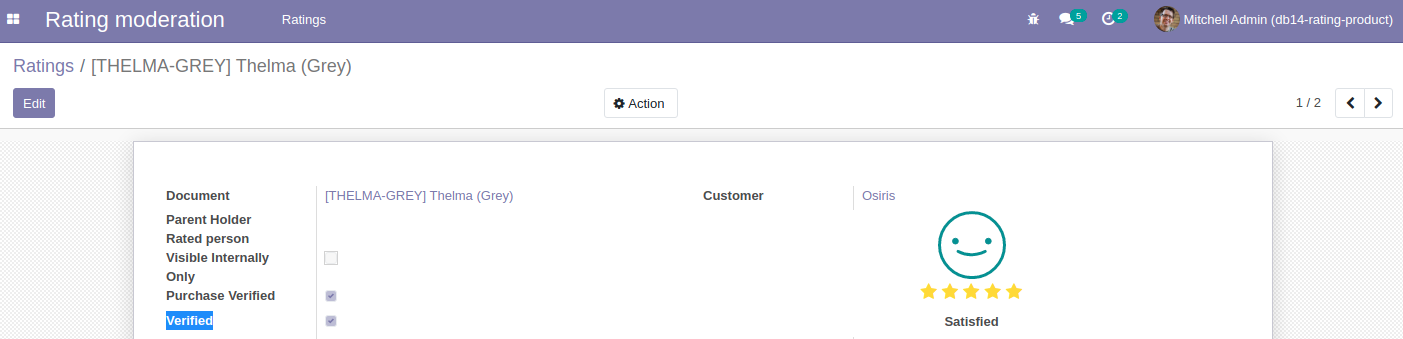 Rating moderation
Ratings
5
2
Mitchell Admin (db14-rating-product)
Ratings / [THELMA-GREY] Thelma (Grey)
Edit
Action
1 / 2
Document
[THELMA-GREY] Thelma (Grey)
Customer
Osiris
Parent Holder
Rated person
Visible Internally
Only
Purchase Verified
Verified
Satisfied